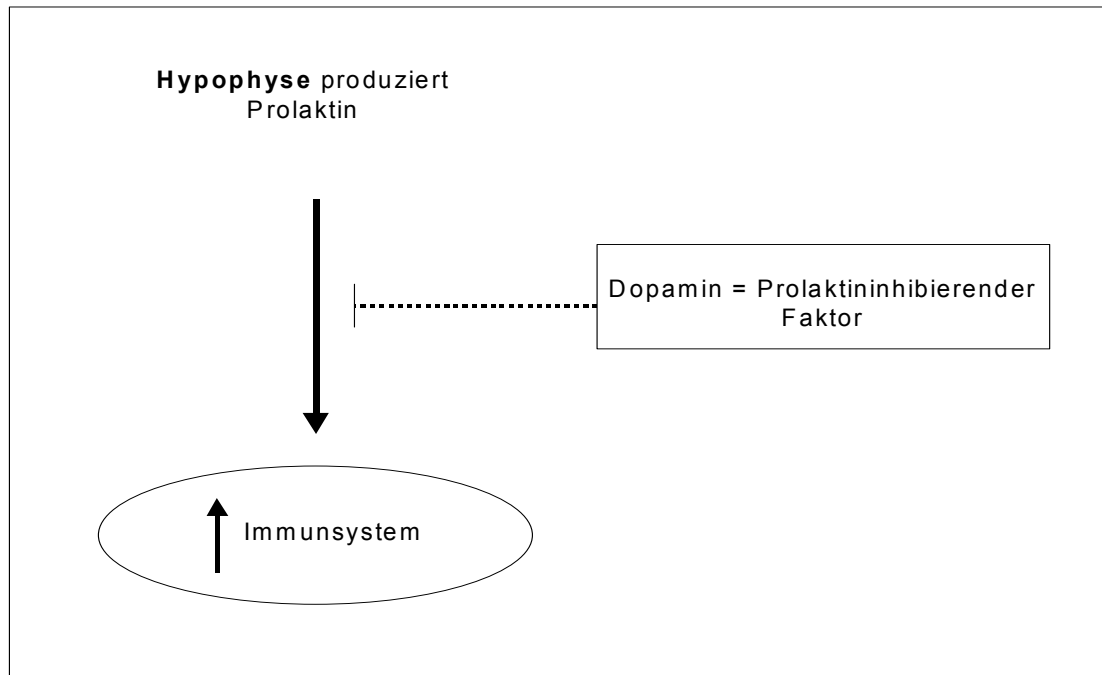 Hypophyse produziert
Prolaktin
Dopamin = Prolaktininhibierender
Faktor
Immunsystem